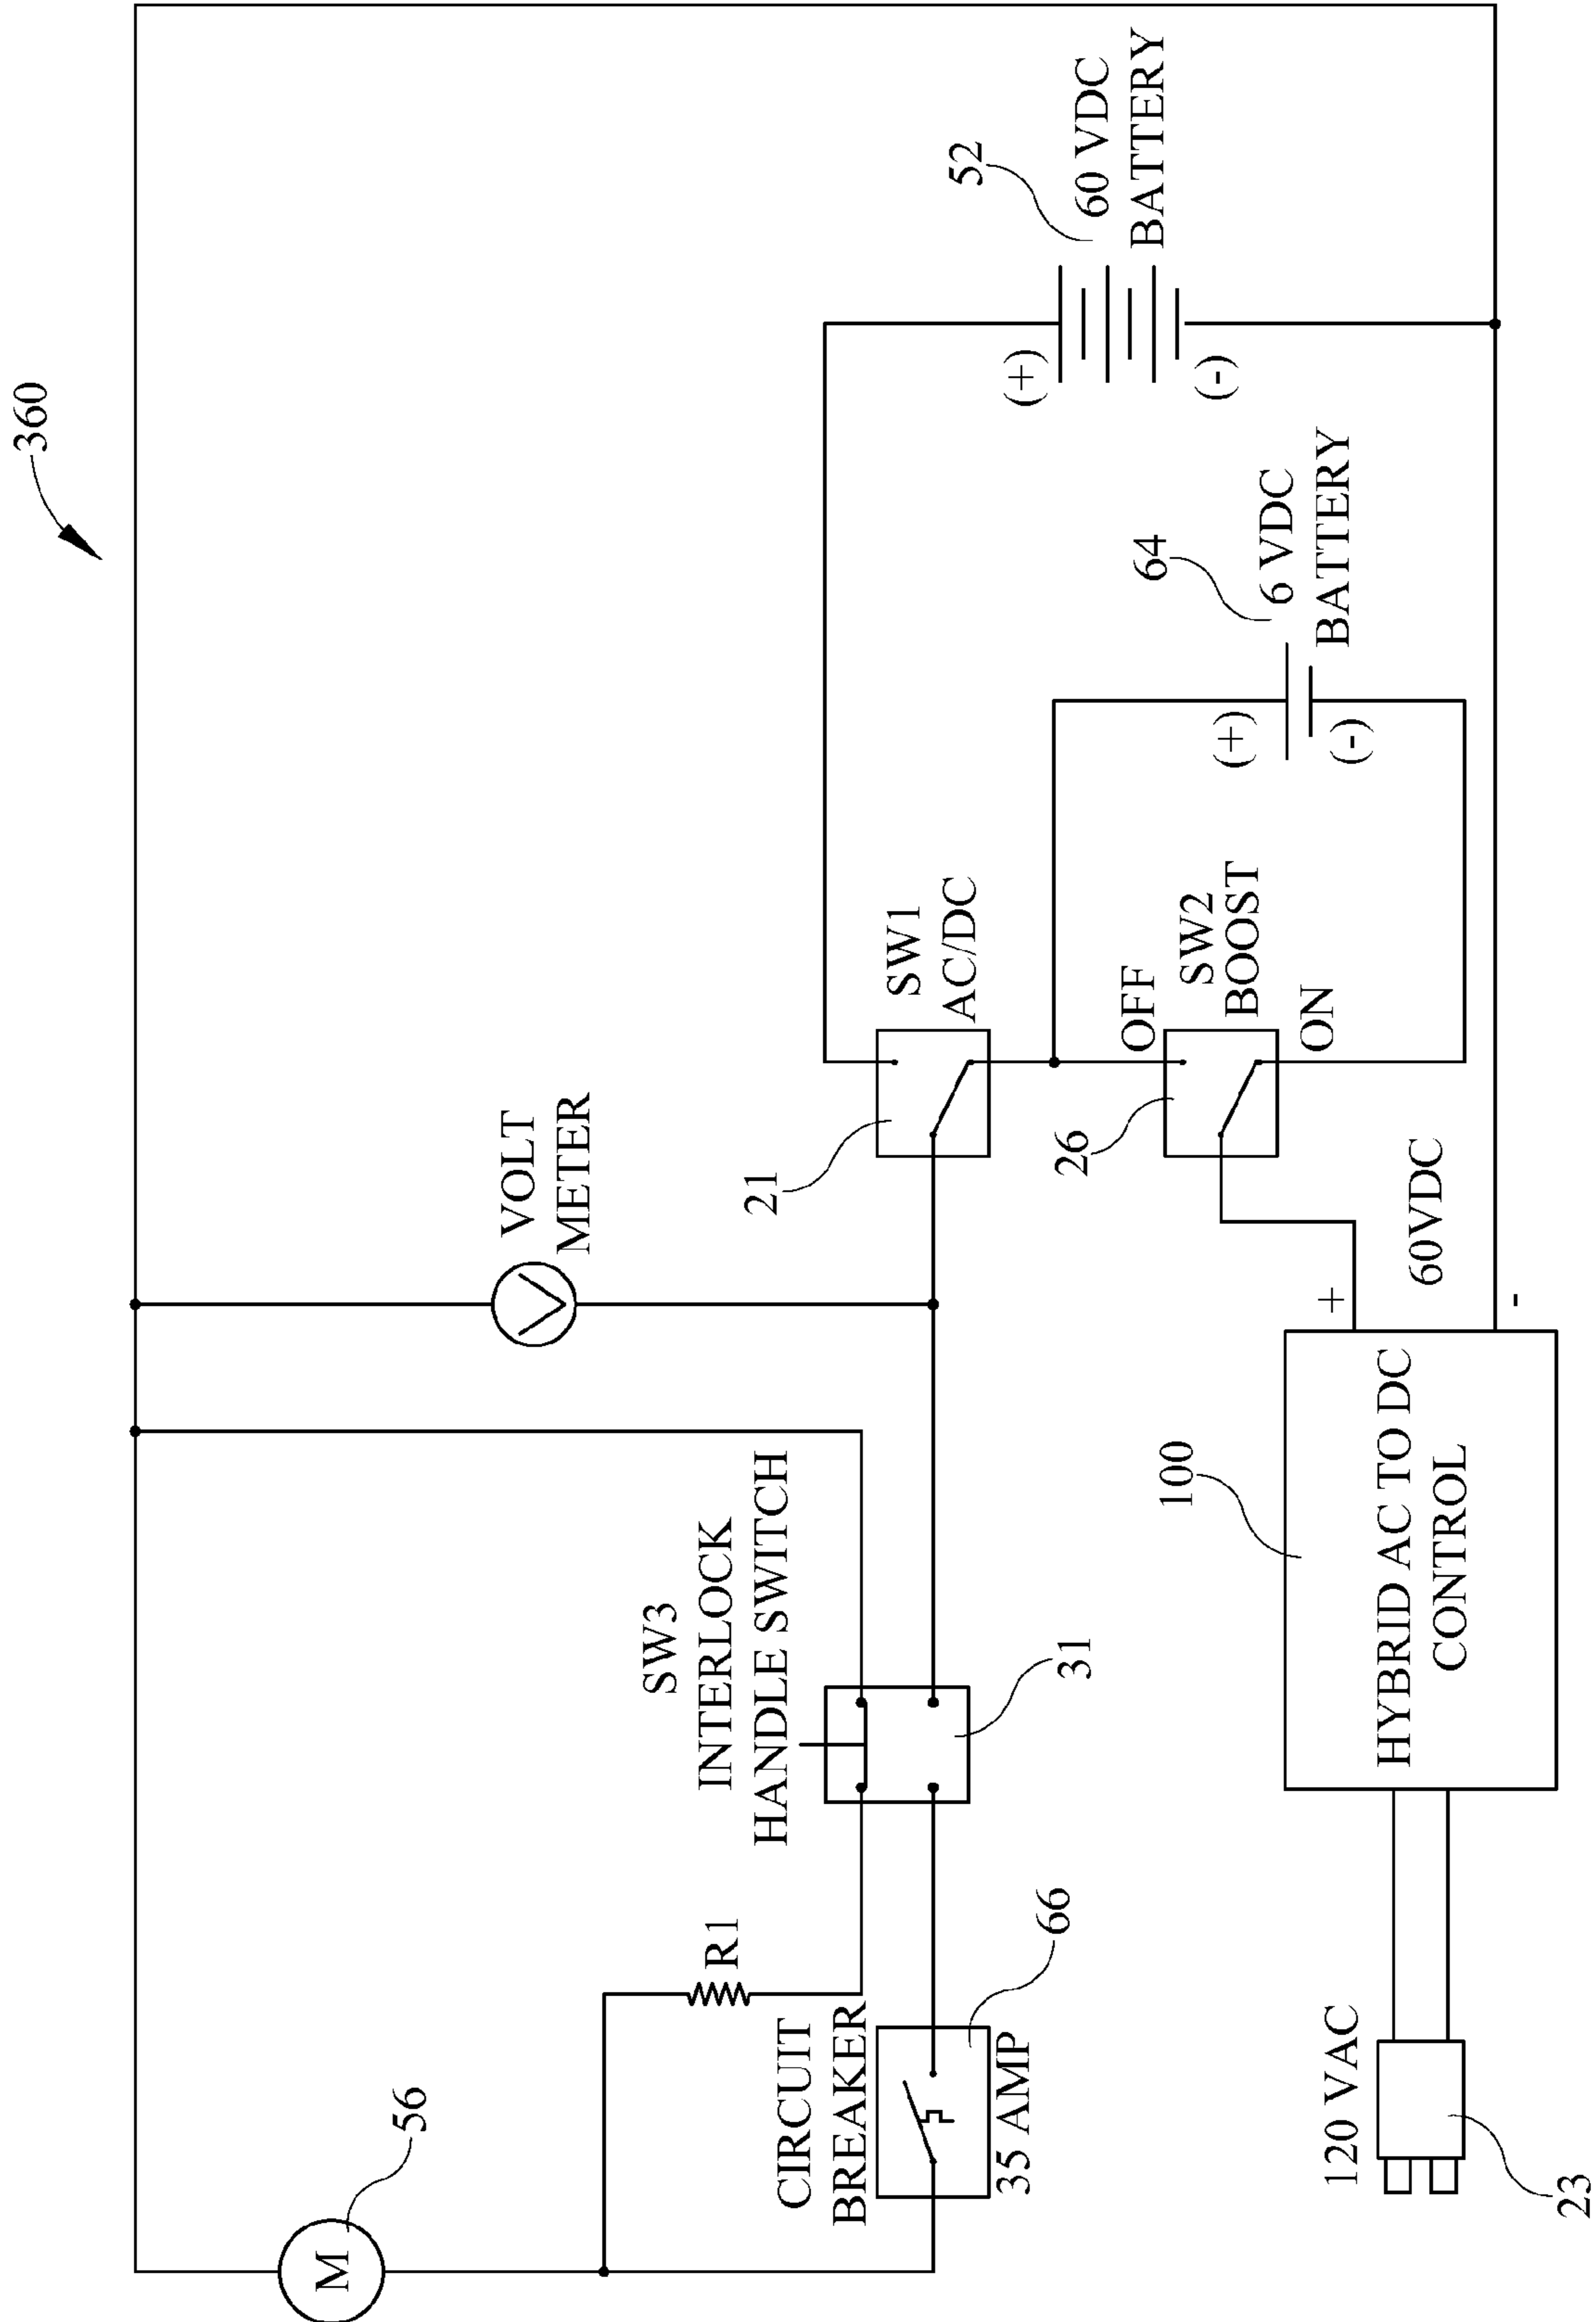 360
M
56
R1
CIRCUIT
BREAKER
35 AMP
66
SW3
INTERLOCK
HANDLE SWITCH
31
VOLT
METER
V
21
SW1
AC/DC
OFF
SW2
BOOST
ON
26
52
60 VDC
BATTERY
(+)
(-)
64
6 VDC
BATTERY
(+)
(-)
120 VAC
23
100
HYBRID AC TO DC
CONTROL
+
60VDC
-